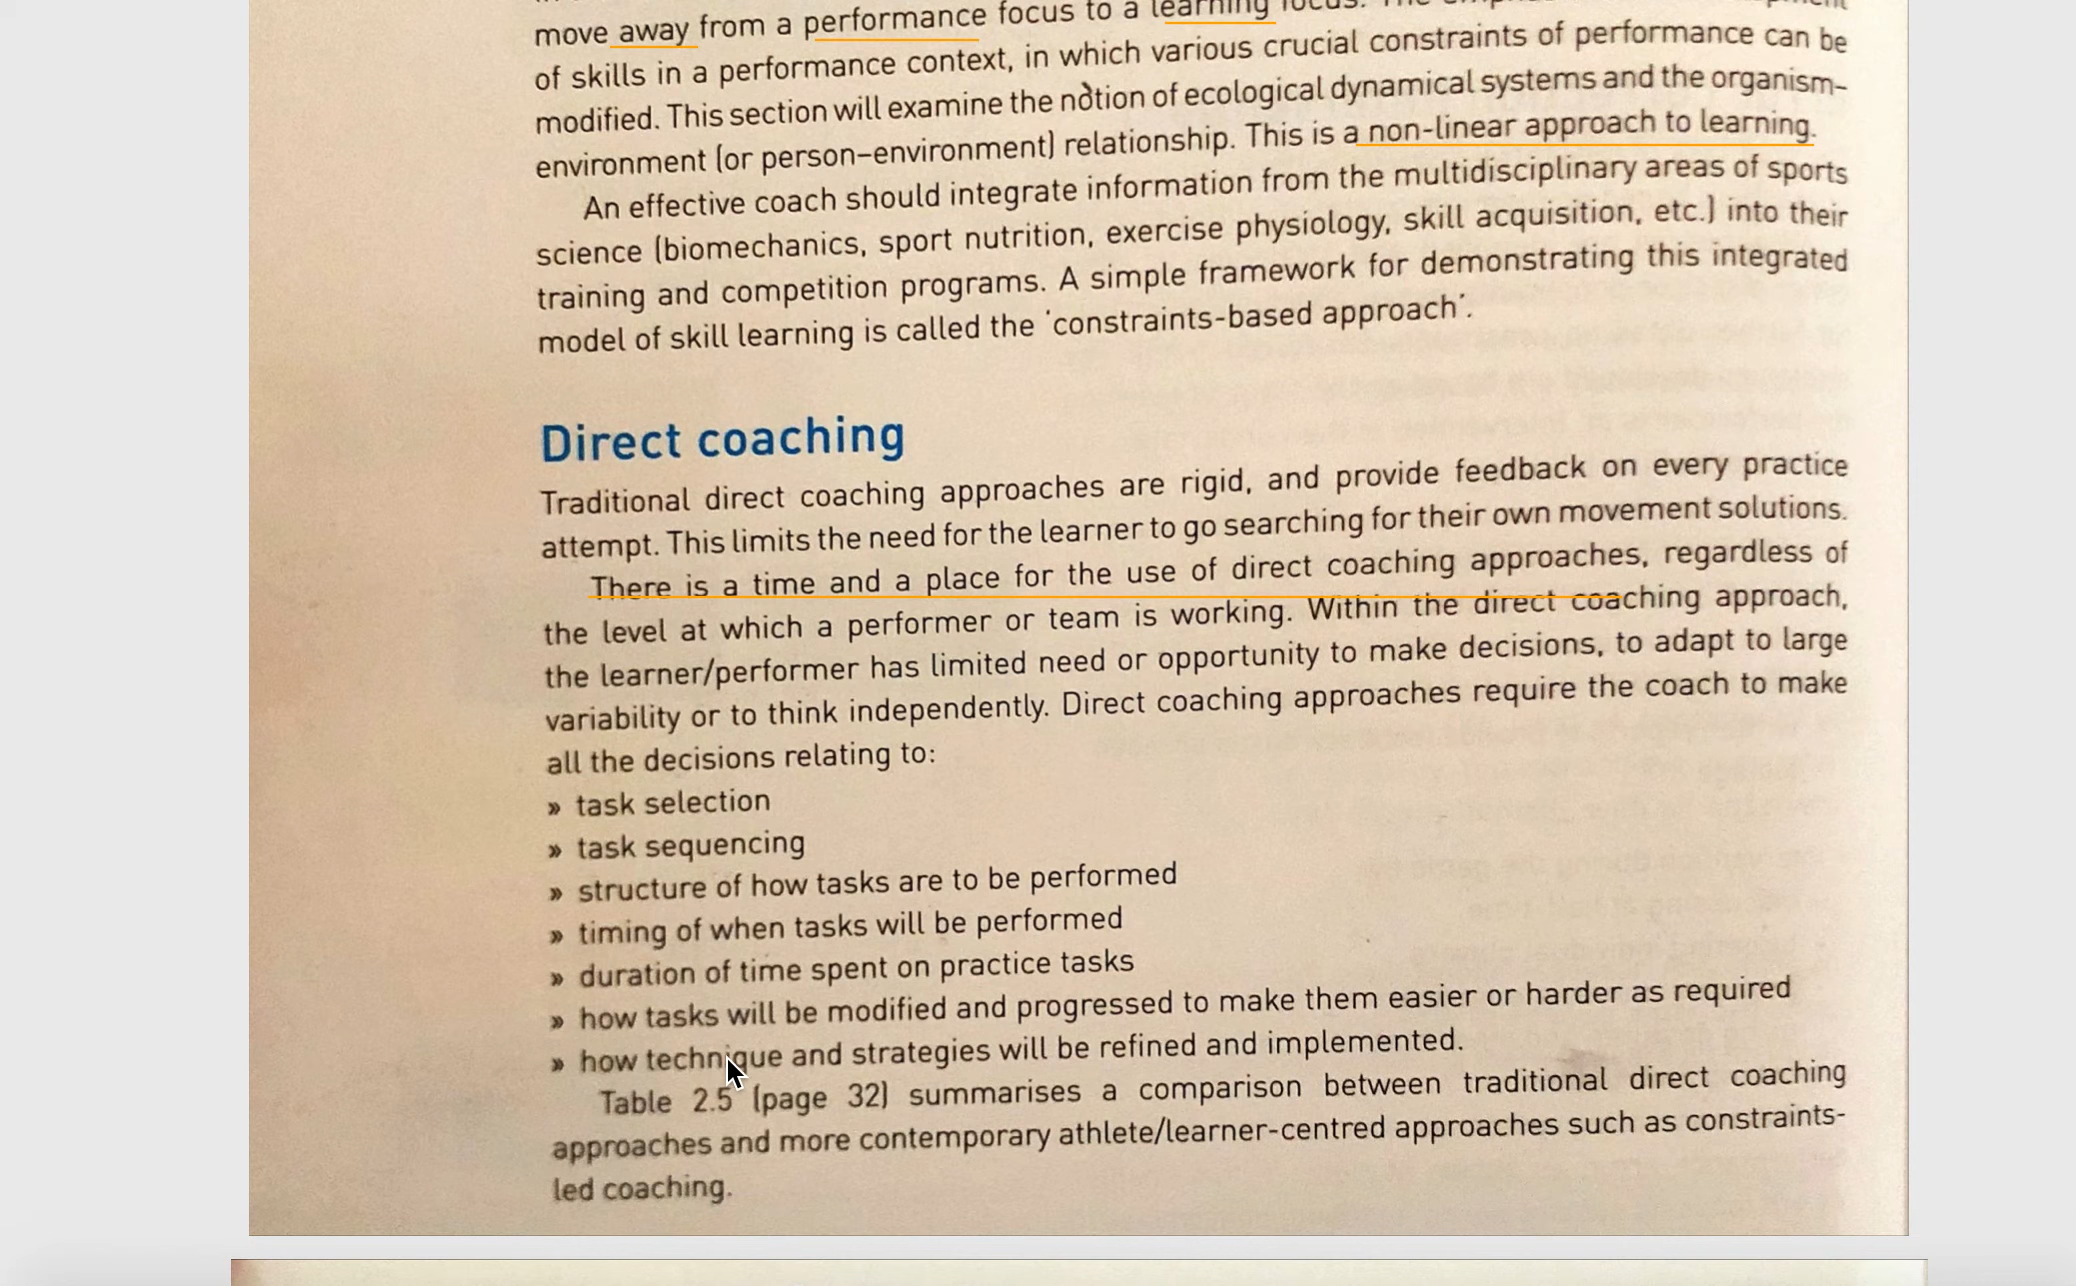 move away from a performance focus to a learning
of skills in a performance context, in which various crucial constraints of performance can be
modified. This section will examine the notion of ecological dynamical systems and the organism-
environment (or person–environment) relationship. This is a non-linear approach to learning.
An effective coach should integrate information from the multidisciplinary areas of sports
science (biomechanics, sport nutrition, exercise physiology, skill acquisition, etc.) into their
training and competition programs. A simple framework for demonstrating this integrated
model of skill learning is called the 'constraints-based approach'.
Direct coaching
Traditional direct coaching approaches are rigid, and provide feedback on every practice
attempt. This limits the need for the learner to go searching for their own movement solutions.
There is a time and a place for the use of direct coaching approaches, regardless of
the level at which a performer or team is working. Within the direct coaching approach,
the learner/performer has limited need or opportunity to make decisions, to adapt to large
variability or to think independently. Direct coaching approaches require the coach to make
all the decisions relating to:
» task selection
» task sequencing
» structure of how tasks are to be performed
» timing of when tasks will be performed
» duration of time spent on practice tasks
» how tasks will be modified and progressed to make them easier or harder as required
» how technique and strategies will be refined and implemented.
Table 2.5 (page 32) summarises a comparison between traditional direct coaching
approaches and more contemporary athlete/learner-centred approaches such as constraints-
led coaching.